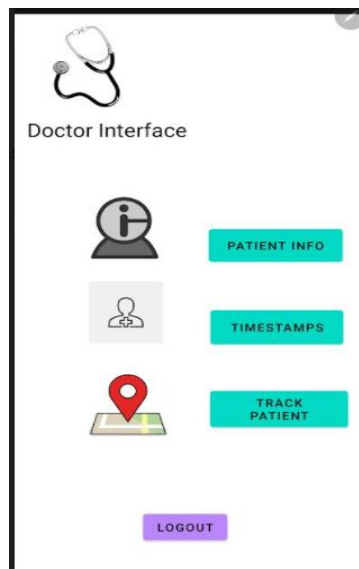 Doctor Interface
PATIENT INFO
TIMESTAMPS
TRACK
PATIENT
LOGOUT